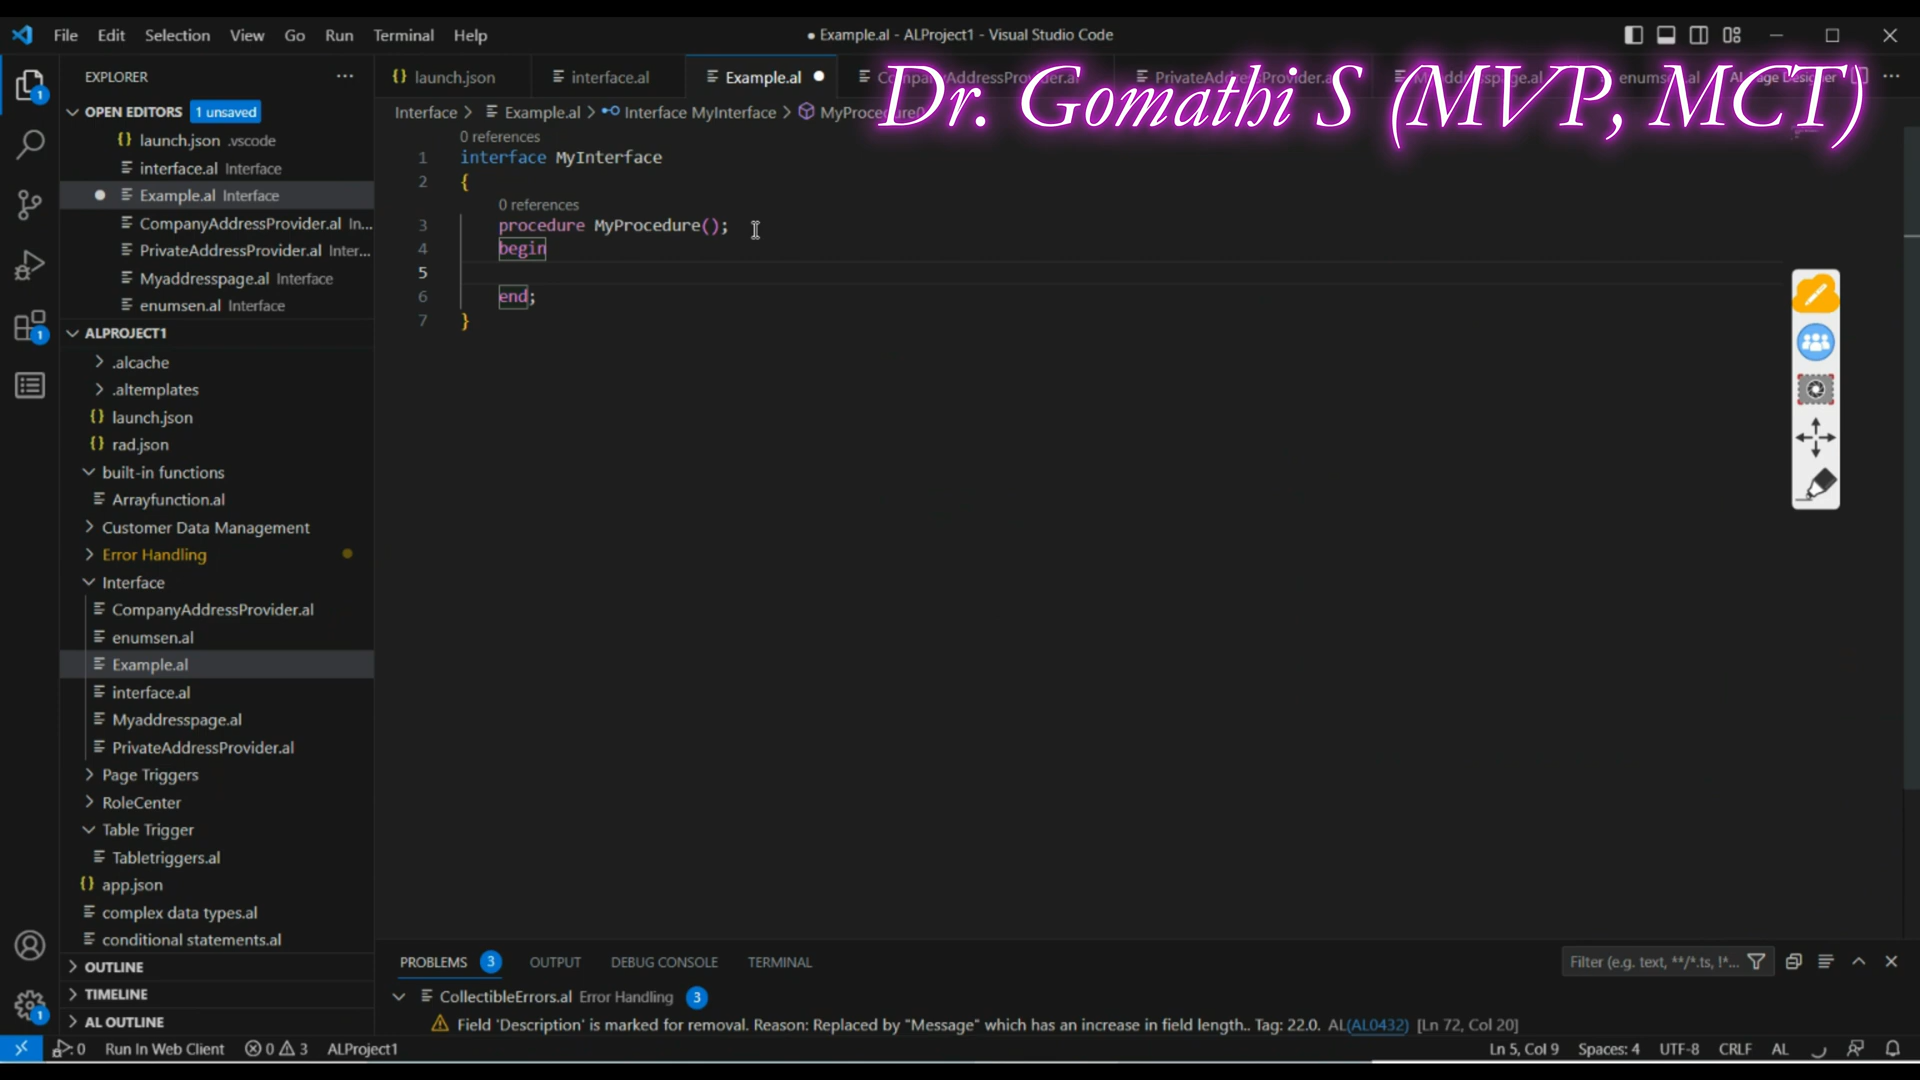 File Edit Selection View Go Run Terminal Help
● Example.al - ALProject1 - Visual Studio Code
Dr. Gomathi S (MVP, MCT)
EXPLORER
launch.json
interface.al
Example.al
Interface > Example.al > Interface MyInterface >
OPEN EDITORS 1 unsaved
launch.json .vscode
interface.al Interface
Example.al Interface
CompanyAddressProvider.al In...
PrivateAddressProvider.al Inter...
Myaddresspage.al Interface
enumsen.al Interface
ALPROJECT1
.alcache
.altemplates
launch.json
rad.json
built-in functions
Arrayfunction.al
Customer Data Management
Error Handling
Interface
CompanyAddressProvider.al
enumsen.al
Example.al
interface.al
Myaddresspage.al
PrivateAddressProvider.al
Page Triggers
RoleCenter
Table Trigger
Tabletriggers.al
app.json
complex data types.al
conditional statements.al
OUTLINE
TIMELINE
AL OUTLINE
0 references
1 interface MyInterface
2 {
0 references
3 procedure MyProcedure();
4 begin
5
6 end;
7 }
PROBLEMS 3 OUTPUT DEBUG CONSOLE TERMINAL
Filter (e.g. text, **/*.ts, !*...
CollectibleErrors.al Error Handling 3
Field 'Description' is marked for removal. Reason: Replaced by "Message" which has an increase in field length.. Tag: 22.0. AL(AL0432) [Ln 72, Col 20]
0 Run In Web Client 0 3 ALProject1
Ln 5, Col 9 Spaces: 4 UTF-8 CRLF AL